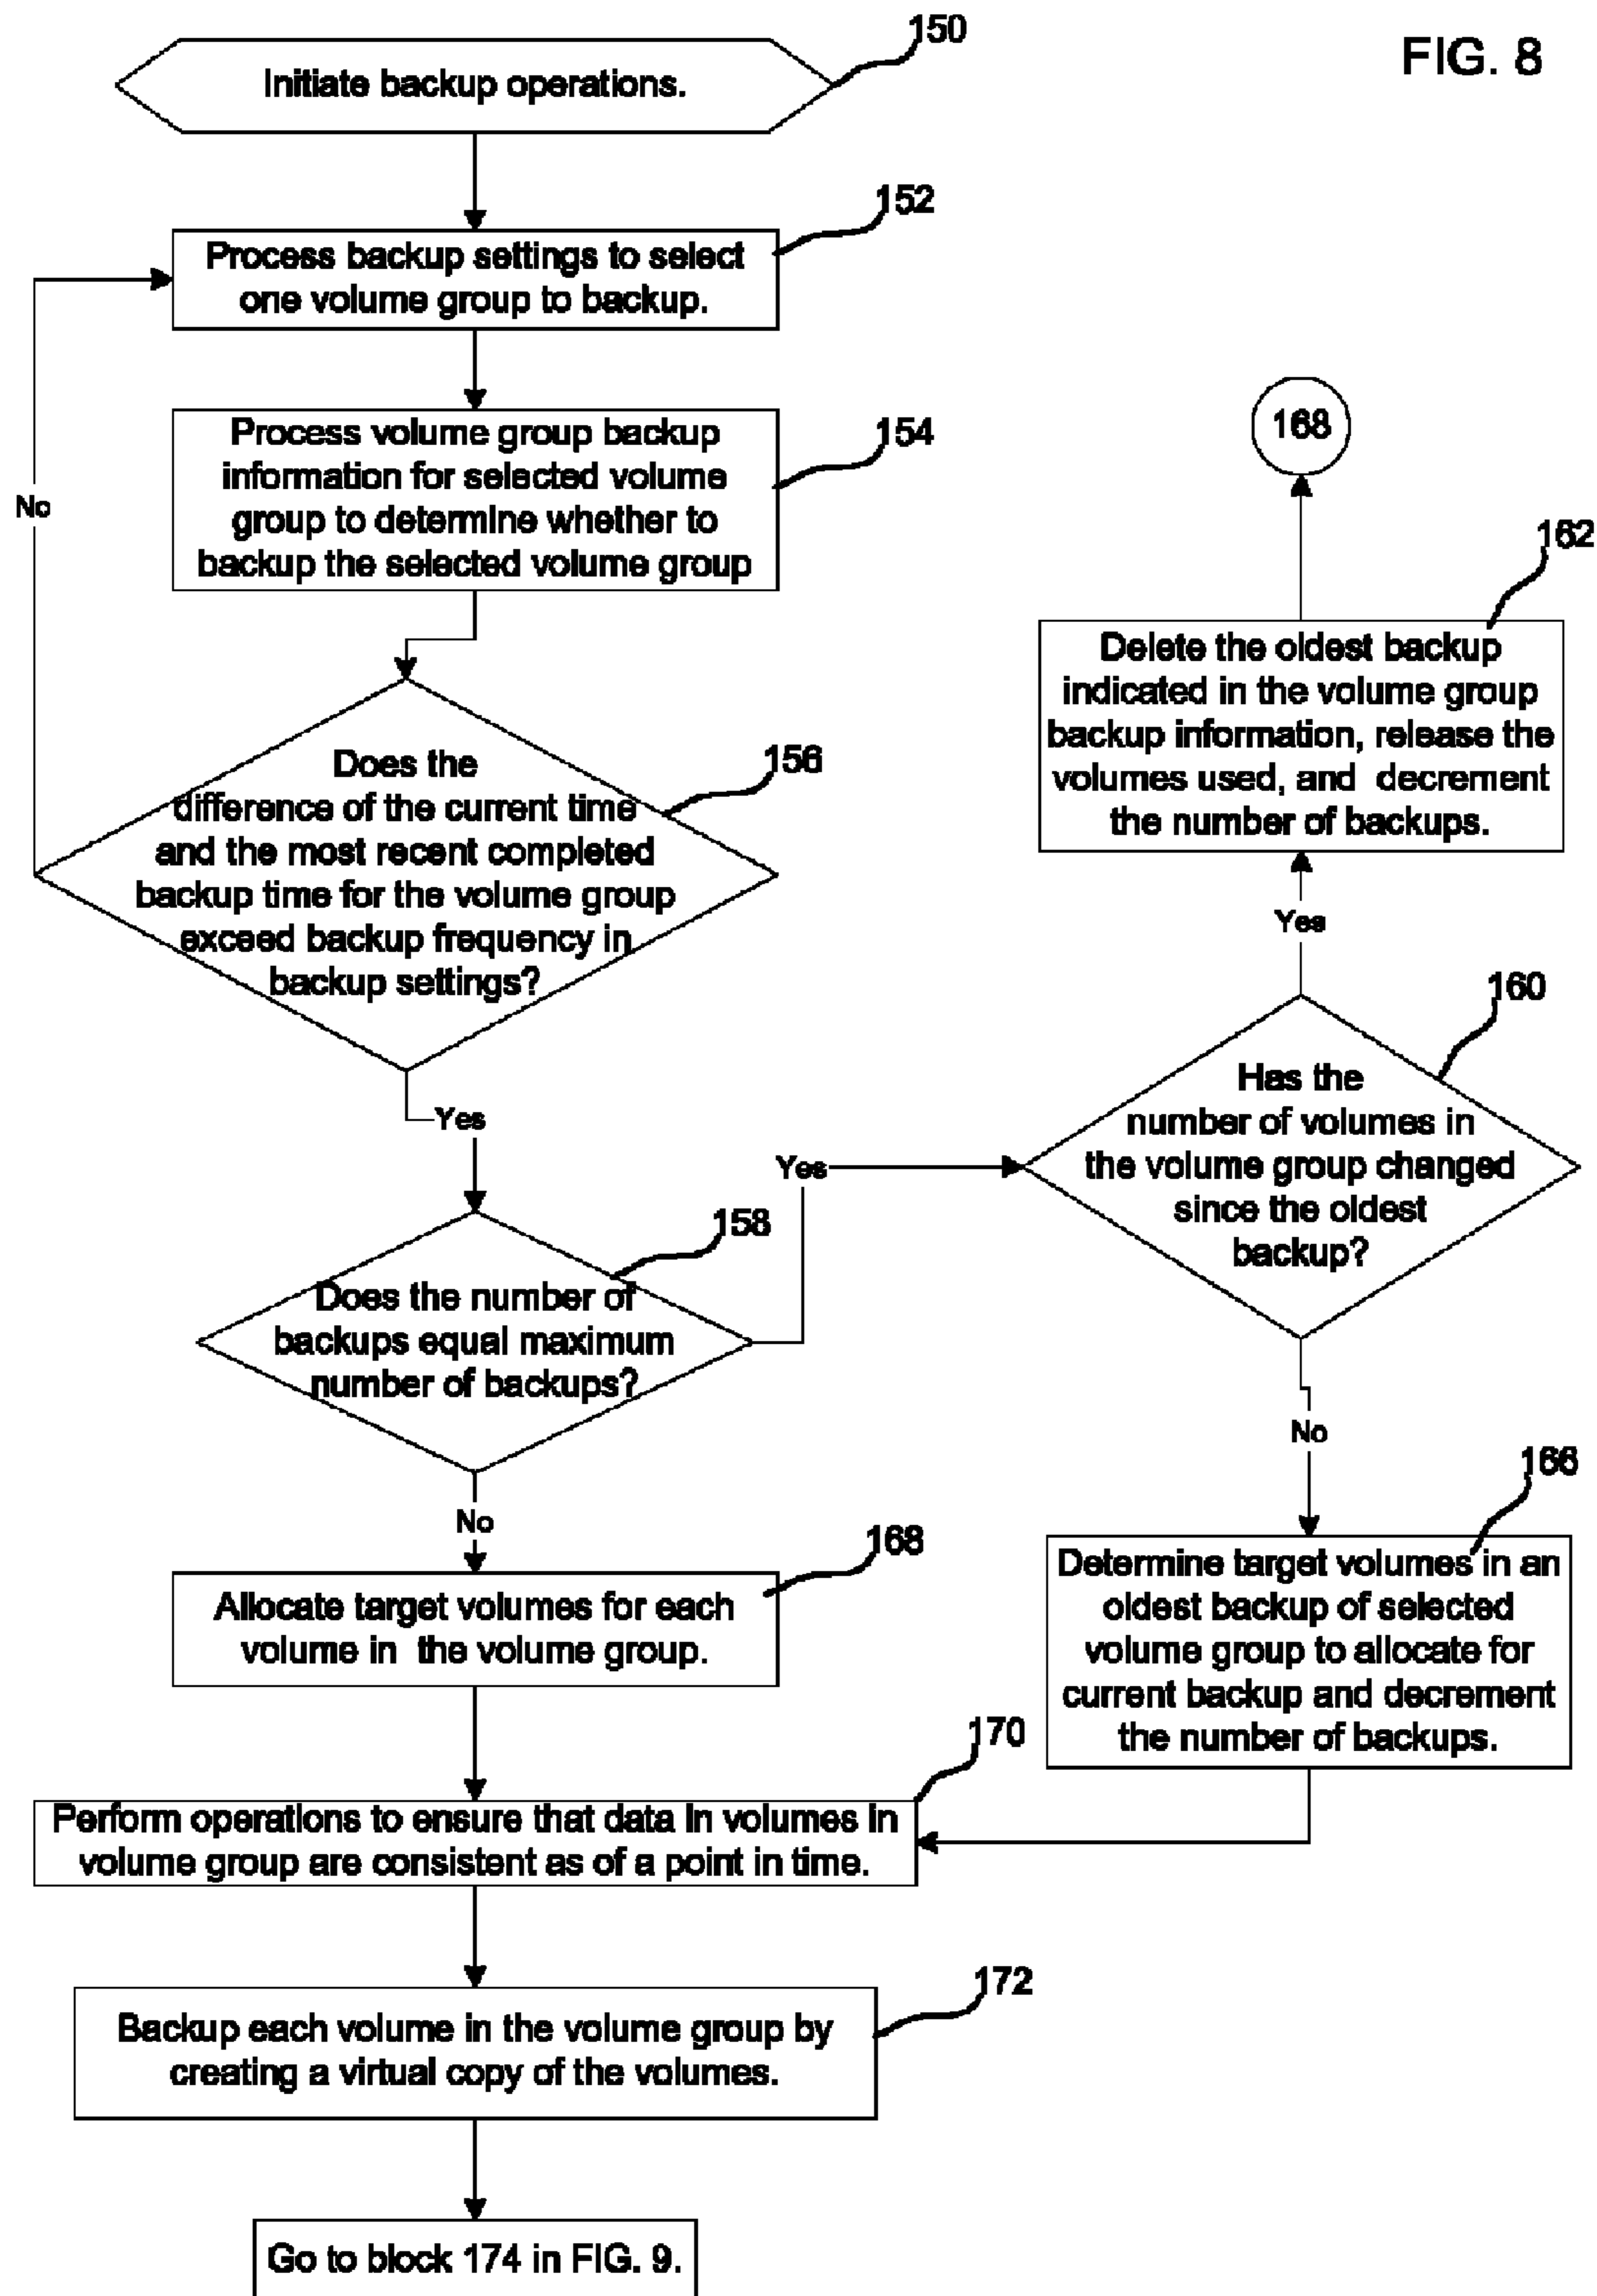 FIG. 8
150
Initiate backup operations.
152
Process backup settings to select
one volume group to backup.
154
Process volume group backup
information for selected volume
group to determine whether to
backup the selected volume group
No
156
Does the
difference of the current time
and the most recent completed
backup time for the volume group
exceed backup frequency in
backup settings?
Yes
158
Does the number of
backups equal maximum
number of backups?
Yes
No
160
Has the
number of volumes in
the volume group changed
since the oldest
backup?
Yes
162
Delete the oldest backup
indicated in the volume group
backup information, release the
volumes used, and decrement
the number of backups.
168
No
166
Determine target volumes in an
oldest backup of selected
volume group to allocate for
current backup and decrement
the number of backups.
168
Allocate target volumes for each
volume in the volume group.
170
Perform operations to ensure that data in volumes in
volume group are consistent as of a point in time.
172
Backup each volume in the volume group by
creating a virtual copy of the volumes.
Go to block 174 in FIG. 9.